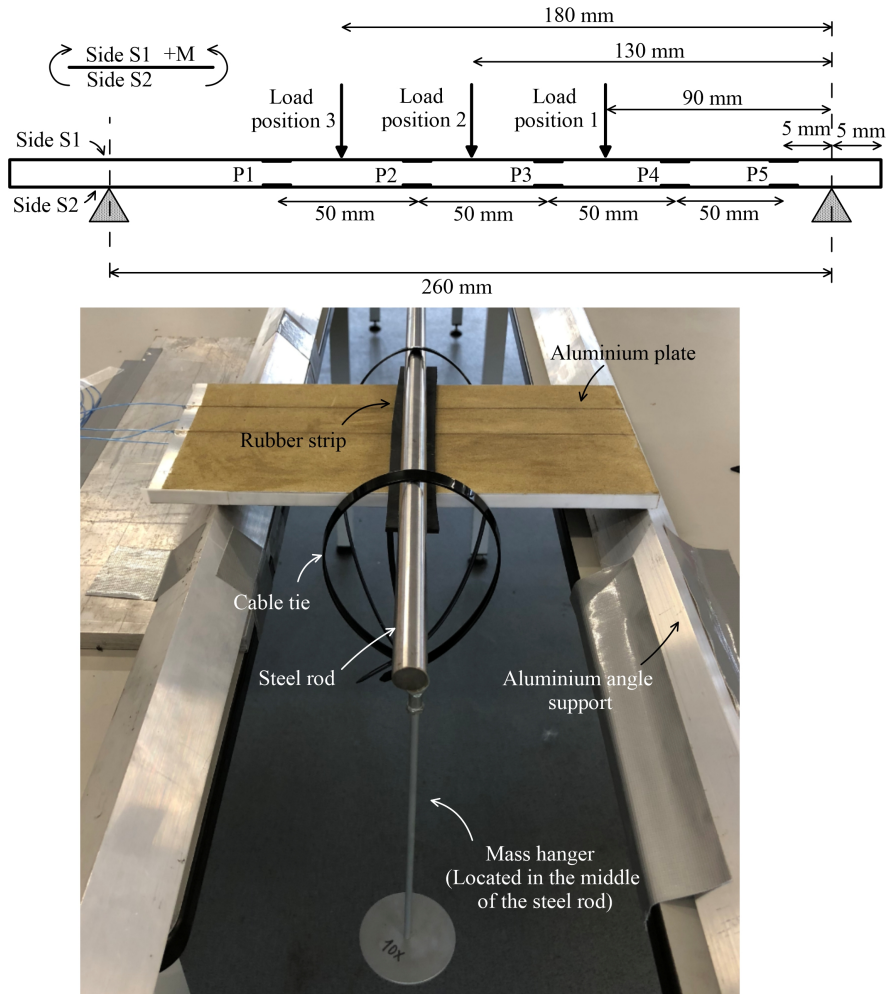 180 mm
130 mm
Side S1 +M
Side S2
Load position 3
Load position 2
Load position 1
90 mm
5 mm
5 mm
Side S1
P1
P2
P3
P4
P5
Side S2
50 mm
50 mm
50 mm
50 mm
260 mm
Aluminium plate
Rubber strip
Cable tie
Steel rod
Aluminium angle
support
Mass hanger
(Located in the middle
of the steel rod)
10X